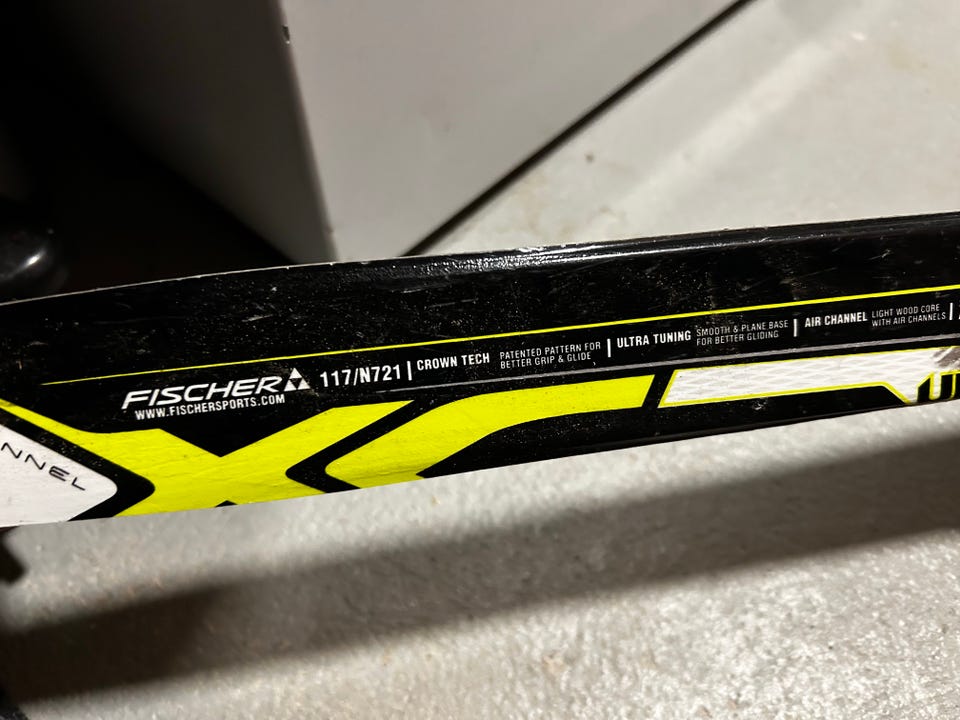 FISCHER 117/N721 | CROWN TECH PATENTED PATTERN FOR
BETTER GRIP & GLIDE | ULTRA TUNING SMOOTH & PLANE BASE
FOR BETTER GLIDING | AIR CHANNEL LIGHT WOOD CORE
WITH AIR CHANNELS |
WWW.FISCHERSPORTS.COM
NNEL
XC